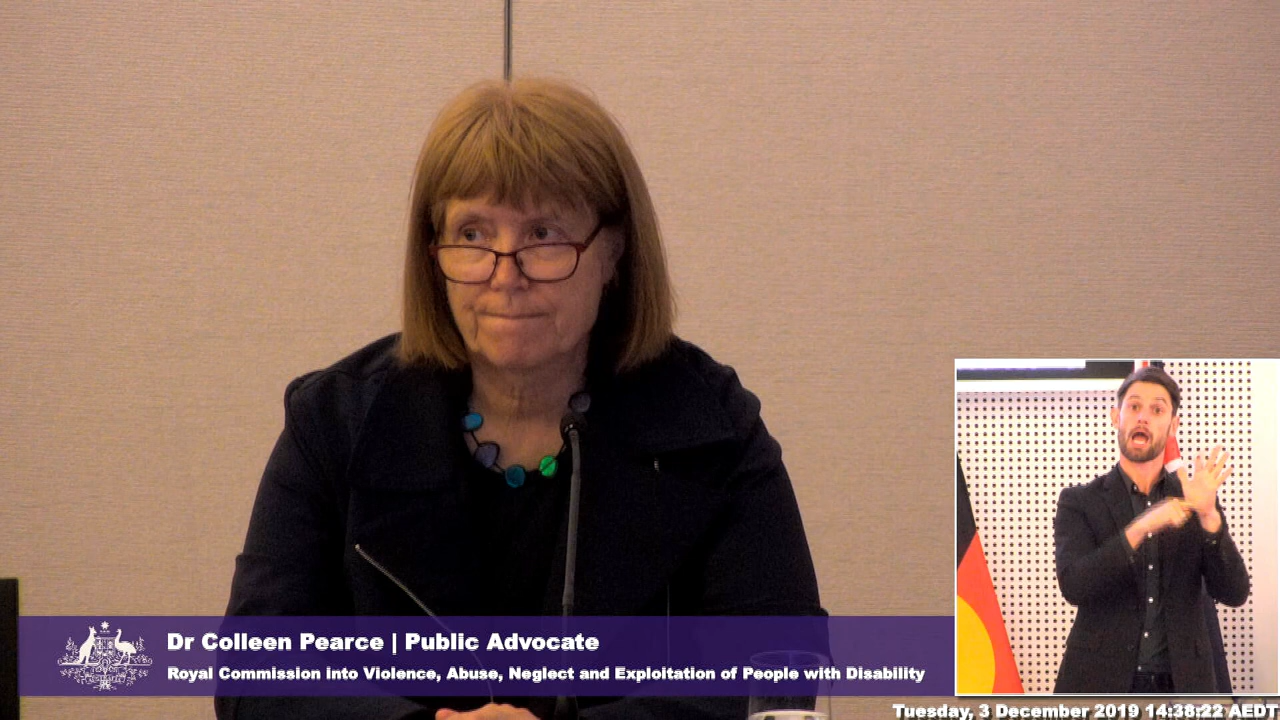 Dr Colleen Pearce | Public Advocate
Royal Commission into Violence, Abuse, Neglect and Exploitation of People with Disability
Tuesday, 3 December 2019 14:38:22 AEDT